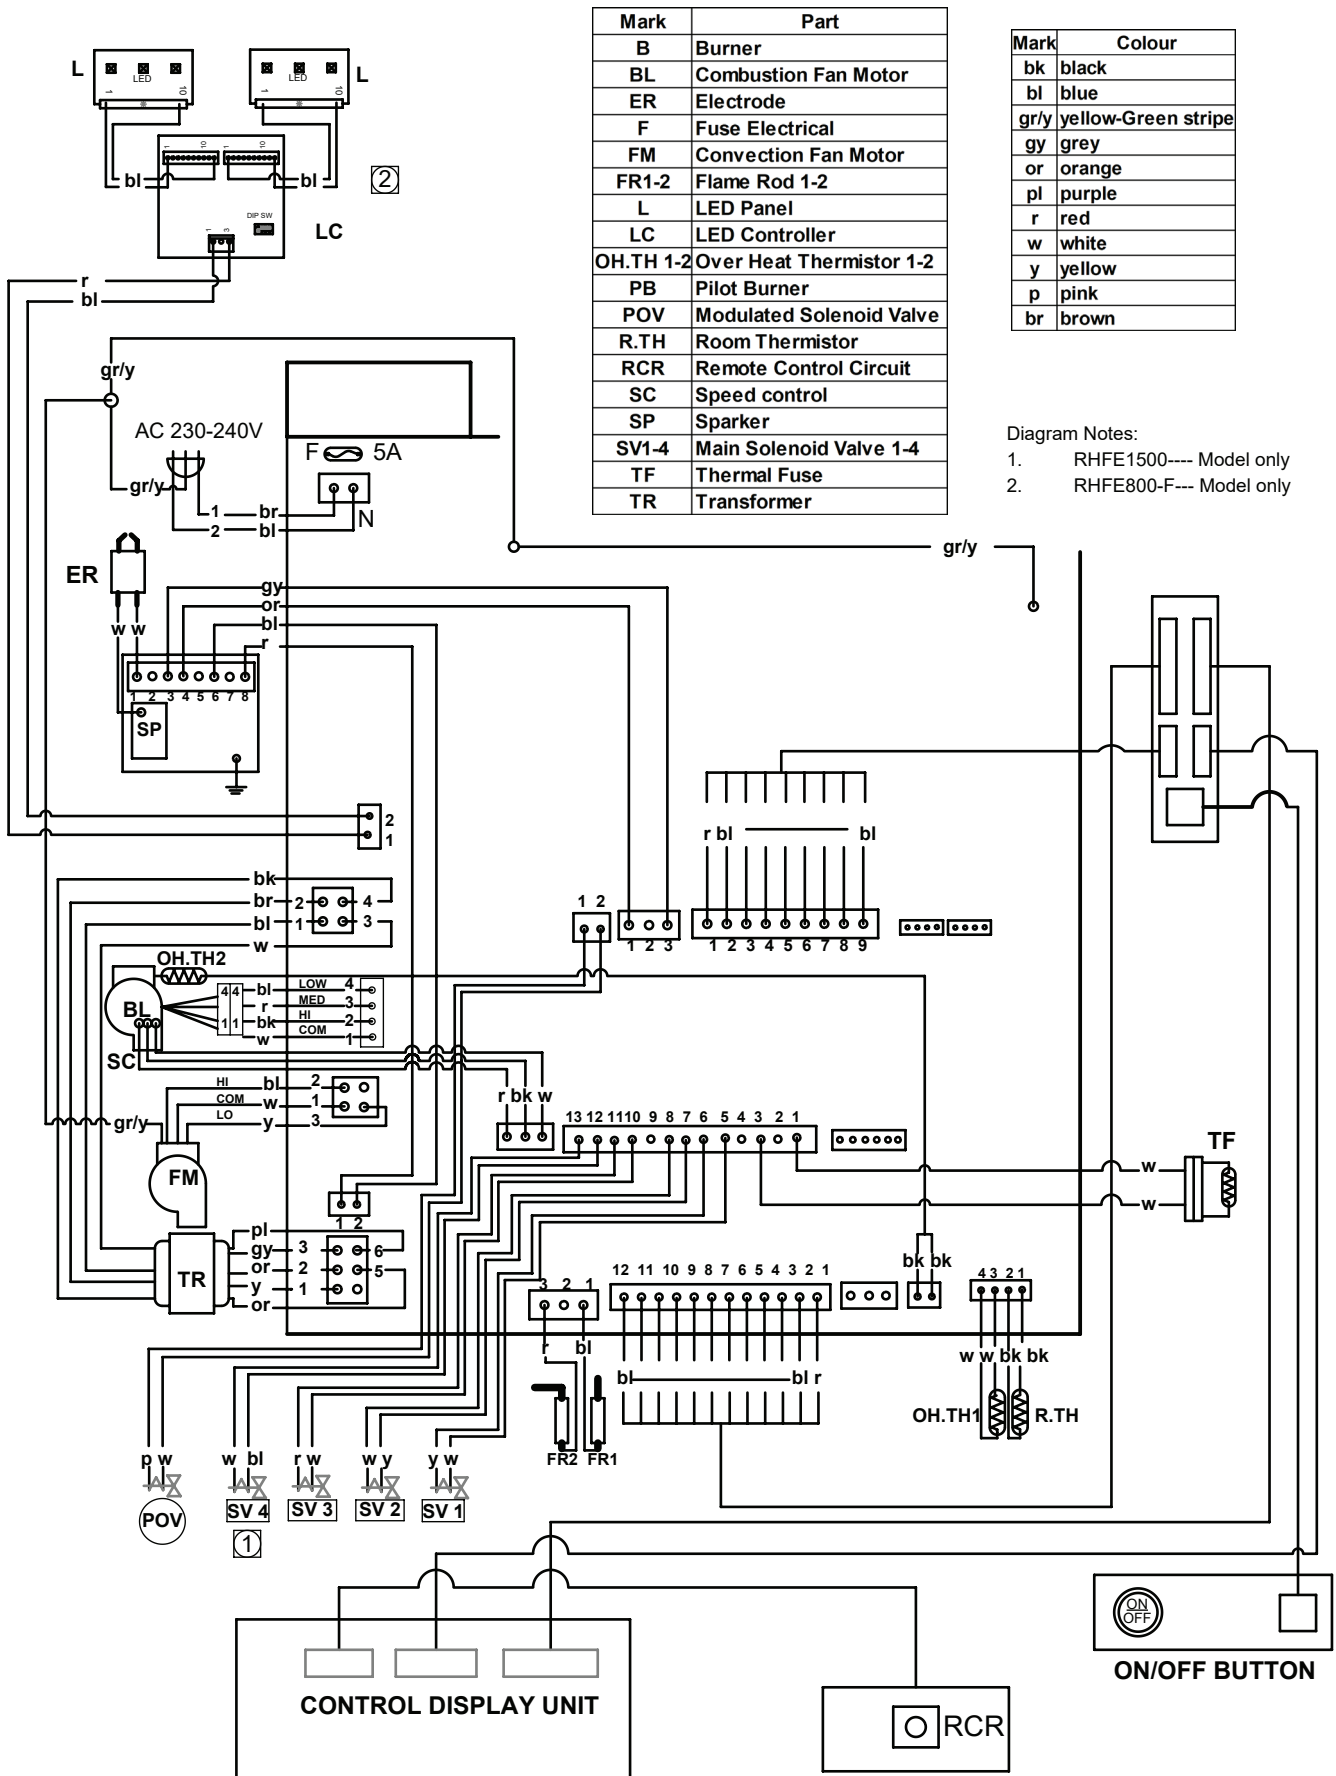 Mark Part
B Burner
BL Combustion Fan Motor
ER Electrode
F Fuse Electrical
FM Convection Fan Motor
FR1-2 Flame Rod 1-2
L LED Panel
LC LED Controller
OH.TH 1-2 Over Heat Thermistor 1-2
PB Pilot Burner
POV Modulated Solenoid Valve
R.TH Room Thermistor
RCR Remote Control Circuit
SC Speed control
SP Sparker
SV1-4 Main Solenoid Valve 1-4
TF Thermal Fuse
TR Transformer
Mark Colour
bk black
bl blue
gr/y yellow-Green stripe
gy grey
or orange
pl purple
r red
w white
y yellow
p pink
br brown
Diagram Notes:
1. RHFE1500---- Model only
2. RHFE800-F--- Model only
L LED LED L
1 10 1 10
1 10 1 10
bl bl
2
DIP SW
LC
1 3
r
bl
gr/y
AC 230-240V
F 5A
gr/y
1 br
2 bl
N
gr/y
ER
gy
or
bl
r
w w
1 2 3 4 5 6 7 8
SP
2
1
r bl bl
bk
br 2 4
bl 1 3
w
1 2
1 2 3
1 2 3 4 5 6 7 8 9
OH.TH2
BL
SC
4 4 bl LOW 4
r MED 3
1 1 bk HI 2
w COM 1
HI bl 2
COM w 1
LO y 3
gr/y
FM
r bk w
13 12 11 10 9 8 7 6 5 4 3 2 1
TF
w
w
1 2
TR
pl
gy 3 6
or 2 5
y 1
or
3 2 1
12 11 10 9 8 7 6 5 4 3 2 1
bk bk
4 3 2 1
r bl
bl bl r
w w bk bk
OH.TH1 R.TH
FR2 FR1
p w
w bl
r w
w y
y w
POV
SV 4
SV 3
SV 2
SV 1
1
CONTROL DISPLAY UNIT
RCR
ON
OFF
ON/OFF BUTTON